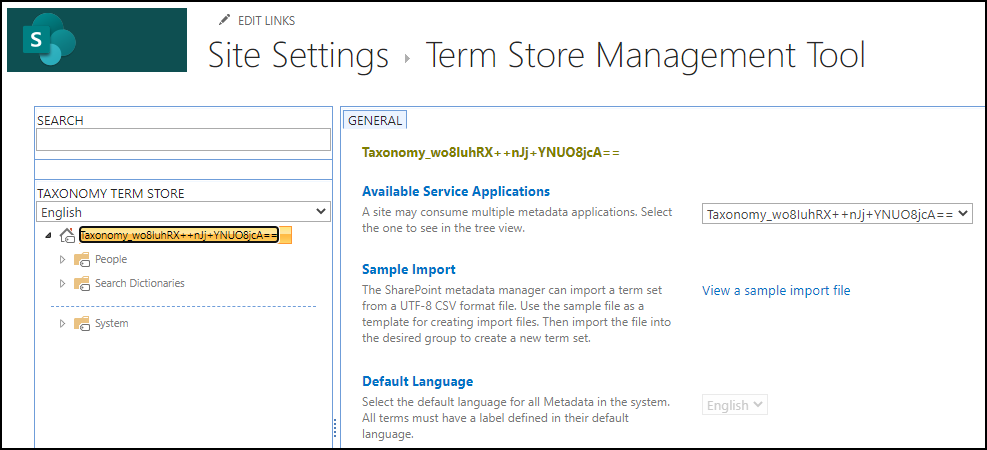 S
EDIT LINKS
Site Settings › Term Store Management Tool
SEARCH
TAXONOMY TERM STORE
English
Taxonomy_wo8IuhRX++nJj+YNUO8jcA==
People
Search Dictionaries
System
GENERAL
Taxonomy_wo8IuhRX++nJj+YNUO8jcA==
Available Service Applications
A site may consume multiple metadata applications. Select
the one to see in the tree view.
Taxonomy_wo8IuhRX++nJj+YNUO8jcA==
Sample Import
The SharePoint metadata manager can import a term set
from a UTF-8 CSV format file. Use the sample file as a
template for creating import files. Then import the file into
the desired group to create a new term set.
View a sample import file
Default Language
Select the default language for all Metadata in the system.
All terms must have a label defined in their default
language.
English